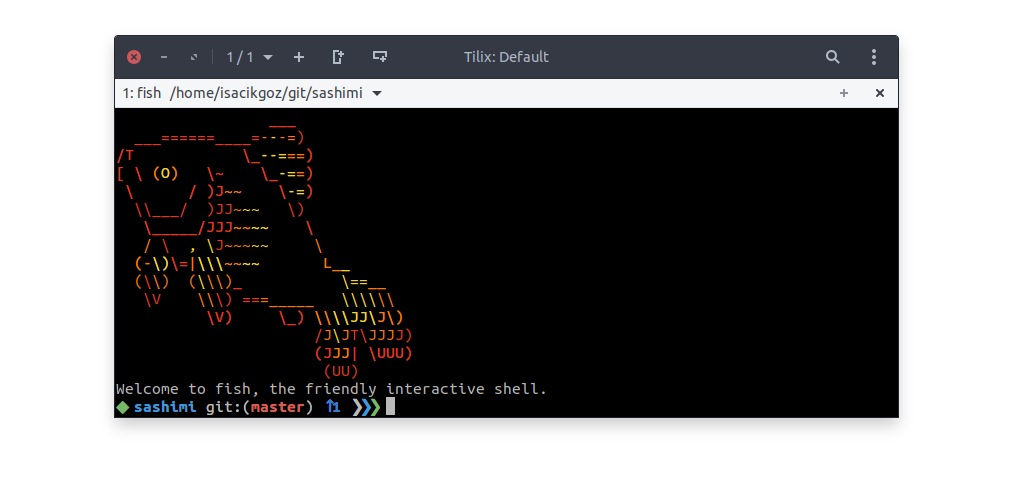 1 / 1
Tilix: Default
1: fish /home/isacikgoz/git/sashimi
                 ___
  ___======____=---=)
/T            \_--===)
[ \ (O)   \~    \_-==)
 \      / )J~~    \-=)
  \\___/  )JJ~~~   \)
   \_____/JJJ~~~~    \
   / \  , \J~~~~~     \
  (-\)\=|\\\~~~~       L__
  (\\)  (\\\)_           \==__
   \V    \\\) ===_____   \\\\\\
          \V)     \_) \\\\JJ\J\)
                      /J\JT\JJJJ)
                      (JJJ| \UUU)
                       (UU)
Welcome to fish, the friendly interactive shell.
sashimi git:(master) ⇅1 ❯❯❯